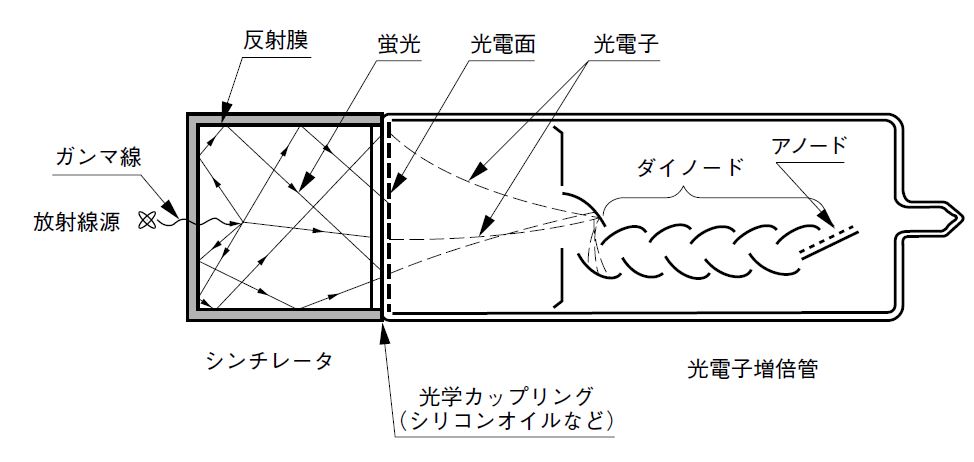 反射膜
蛍光
光電面
光電子
ガンマ線
放射線源
ダイノード
アノード
シンチレータ
光電子増倍管
光学カップリング
（シリコンオイルなど）